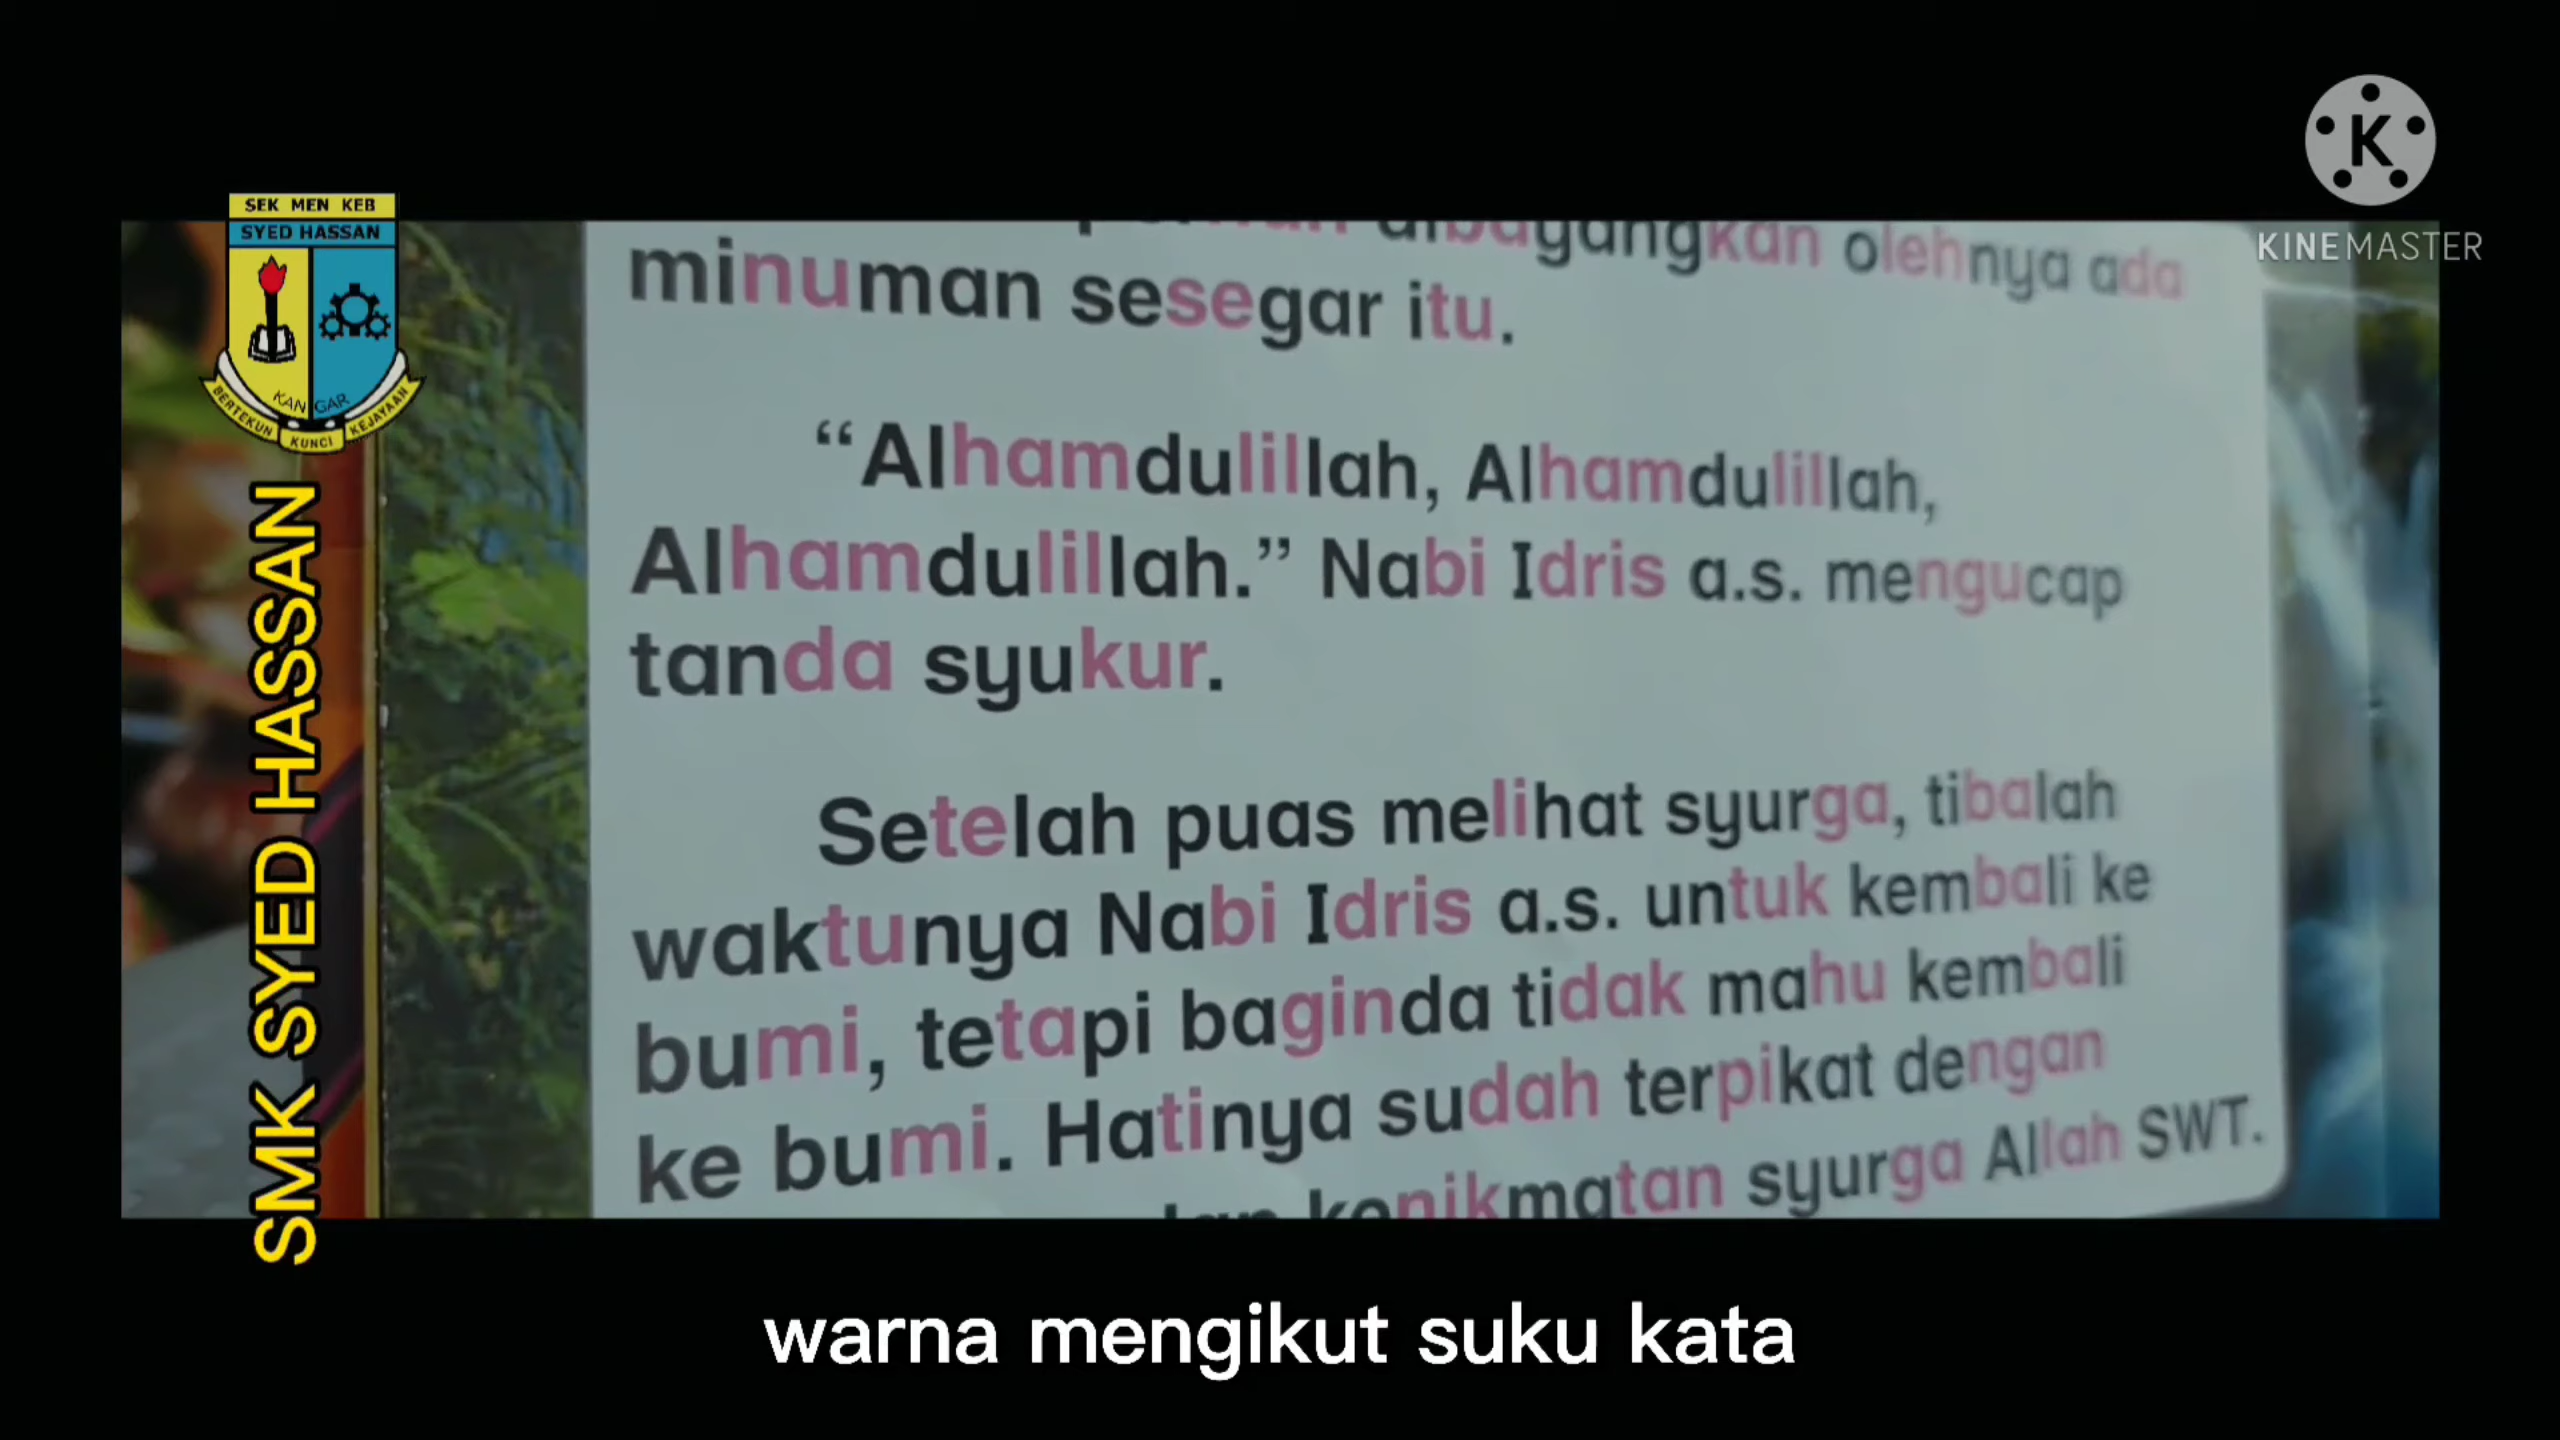 SEK MEN KEB
SYED HASSAN
KANGAR
BERTEKUN KUNCI KEJAYAAN
SMK SYED HASSAN
K
KINEMASTER
dibayangkan olehnya ada
minuman sesegar itu.
“Alhamdulillah, Alhamdulillah,
Alhamdulillah.” Nabi Idris a.s. mengucap
tanda syukur.
Setelah puas melihat syurga, tibalah
waktunya Nabi Idris a.s. untuk kembali ke
bumi, tetapi baginda tidak mahu kembali
ke bumi. Hatinya sudah terpikat dengan
kenikmatan syurga Allah SWT.
warna mengikut suku kata